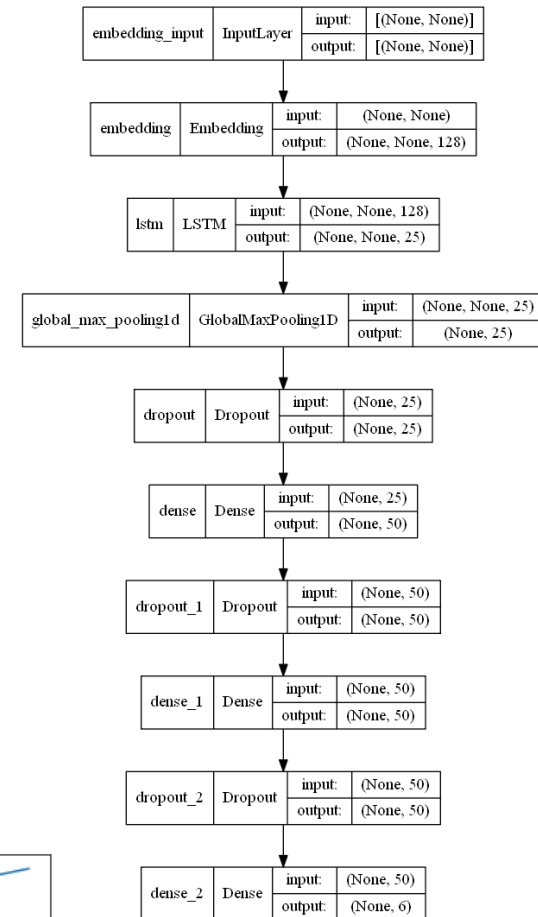 embedding_input InputLayer input: [(None, None)]
output: [(None, None)]
embedding Embedding input: (None, None)
output: (None, None, 128)
lstm LSTM input: (None, None, 128)
output: (None, None, 25)
global_max_pooling1d GlobalMaxPooling1D input: (None, None, 25)
output: (None, 25)
dropout Dropout input: (None, 25)
output: (None, 25)
dense Dense input: (None, 25)
output: (None, 50)
dropout_1 Dropout input: (None, 50)
output: (None, 50)
dense_1 Dense input: (None, 50)
output: (None, 50)
dropout_2 Dropout input: (None, 50)
output: (None, 50)
dense_2 Dense input: (None, 50)
output: (None, 6)